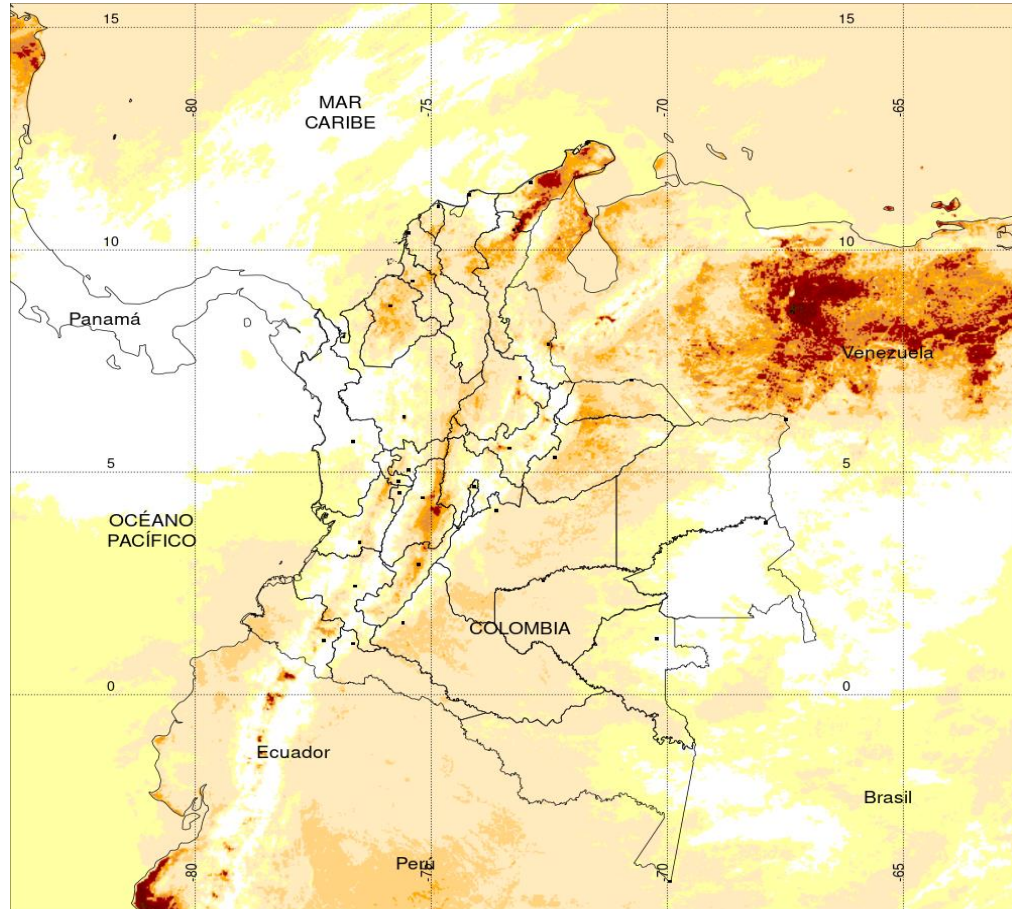 15
15
-80
-75
-70
-65
MAR
CARIBE
10
10
Panamá
Venezuela
5
5
OCÉANO
PACÍFICO
COLOMBIA
0
0
Ecuador
Brasil
Perú
-80
-75
-70
-65